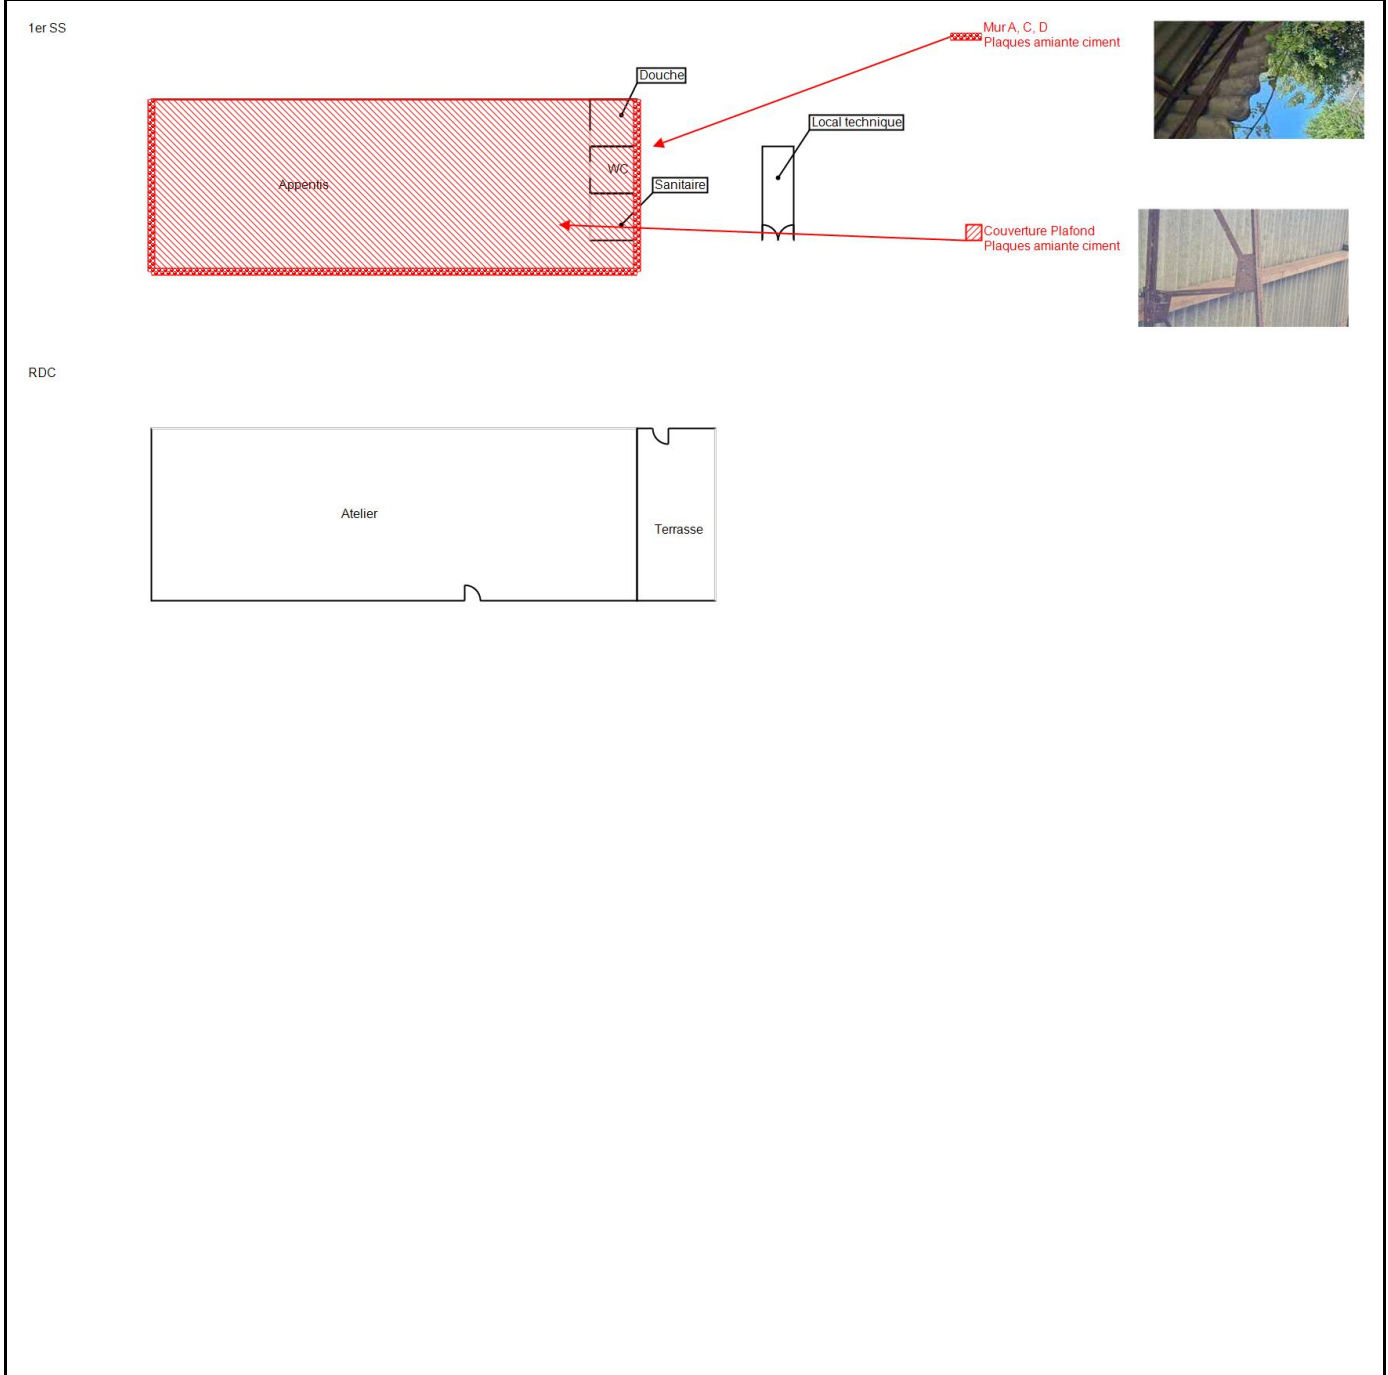 1er SS
Mur A, C, D
Plaques amiante ciment
Douche
Local technique
WC
Appentis
Sanitaire
Couverture Plafond
Plaques amiante ciment
RDC
Atelier
Terrasse